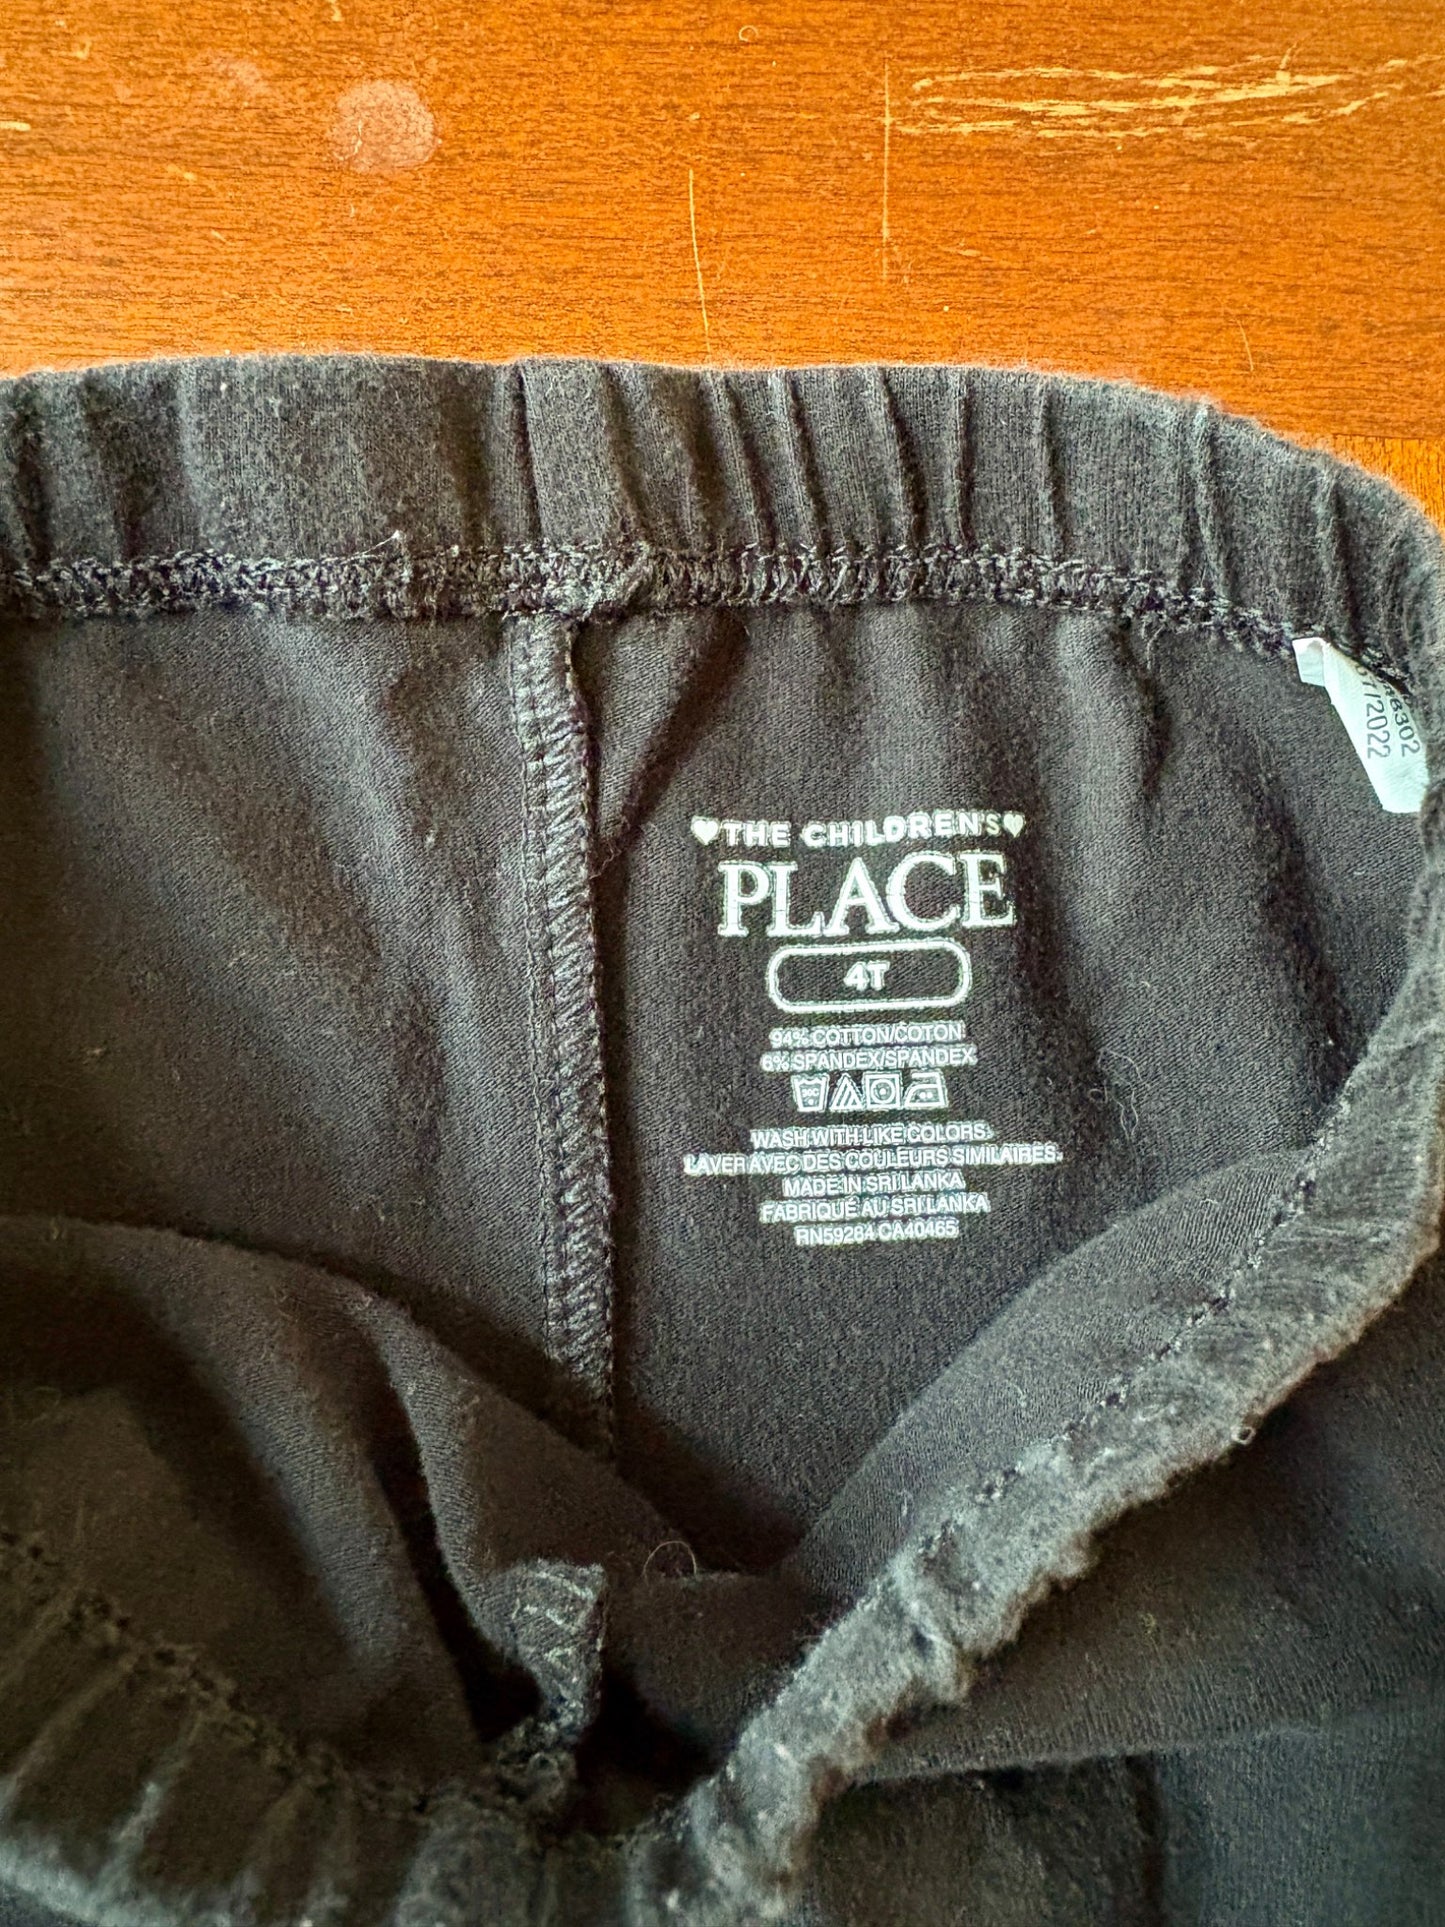 THE CHILDREN'S
PLACE
4T
94% COTTON/COTON
6% SPANDEX/SPANDEX
30C
WASH WITH LIKE COLORS.
LAVER AVEC DES COULEURS SIMILAIRES.
MADE IN SRI LANKA
FABRIQUÉ AU SRI LANKA
RN59284 CA40465